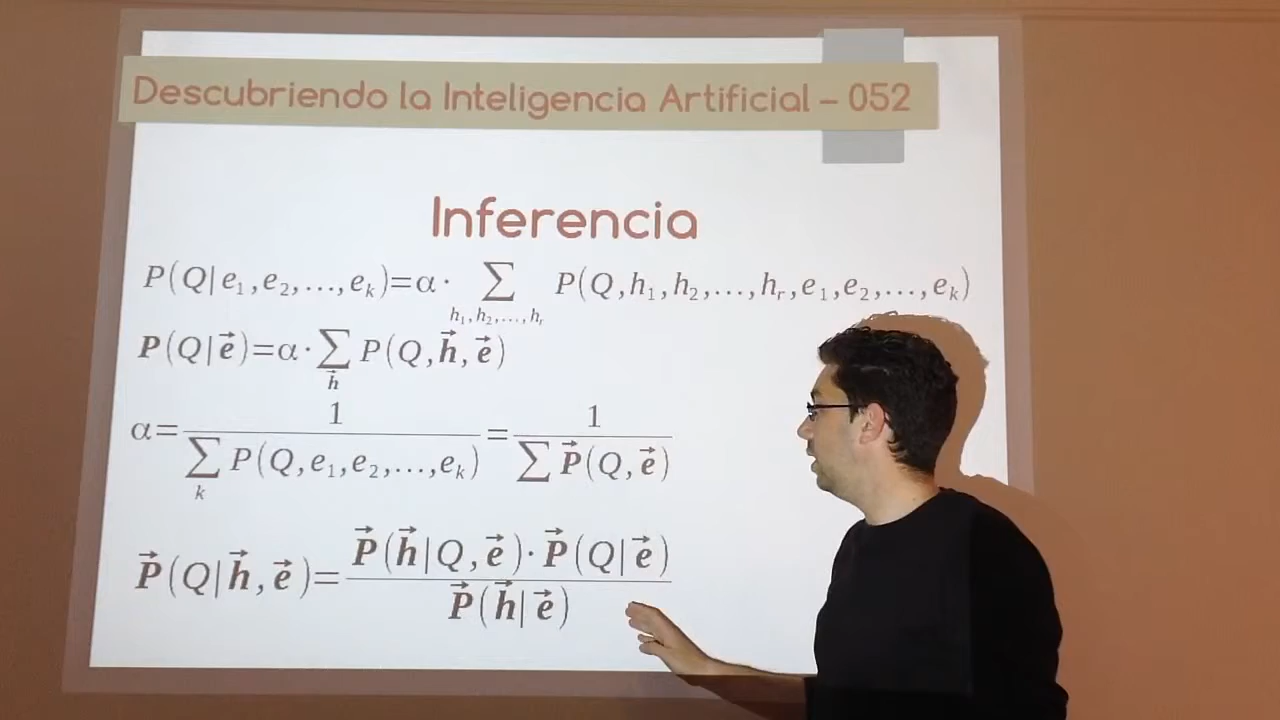 Descubriendo la Inteligencia Artificial – 052
Inferencia
P(Q|e₁,e₂,...,eₖ)=α·∑_{h₁,h₂,...,hᵣ} P(Q,h₁,h₂,...,hᵣ,e₁,e₂,...,eₖ)
P(Q|e⃗)=α·∑_{h⃗} P(Q,h⃗,e⃗)
α=1/(∑_k P(Q,e₁,e₂,...,eₖ))=1/(∑P⃗(Q,e⃗))
P⃗(Q|h⃗,e⃗)=(P⃗(h⃗|Q,e⃗)·P⃗(Q|e⃗))/(P⃗(h⃗|e⃗))